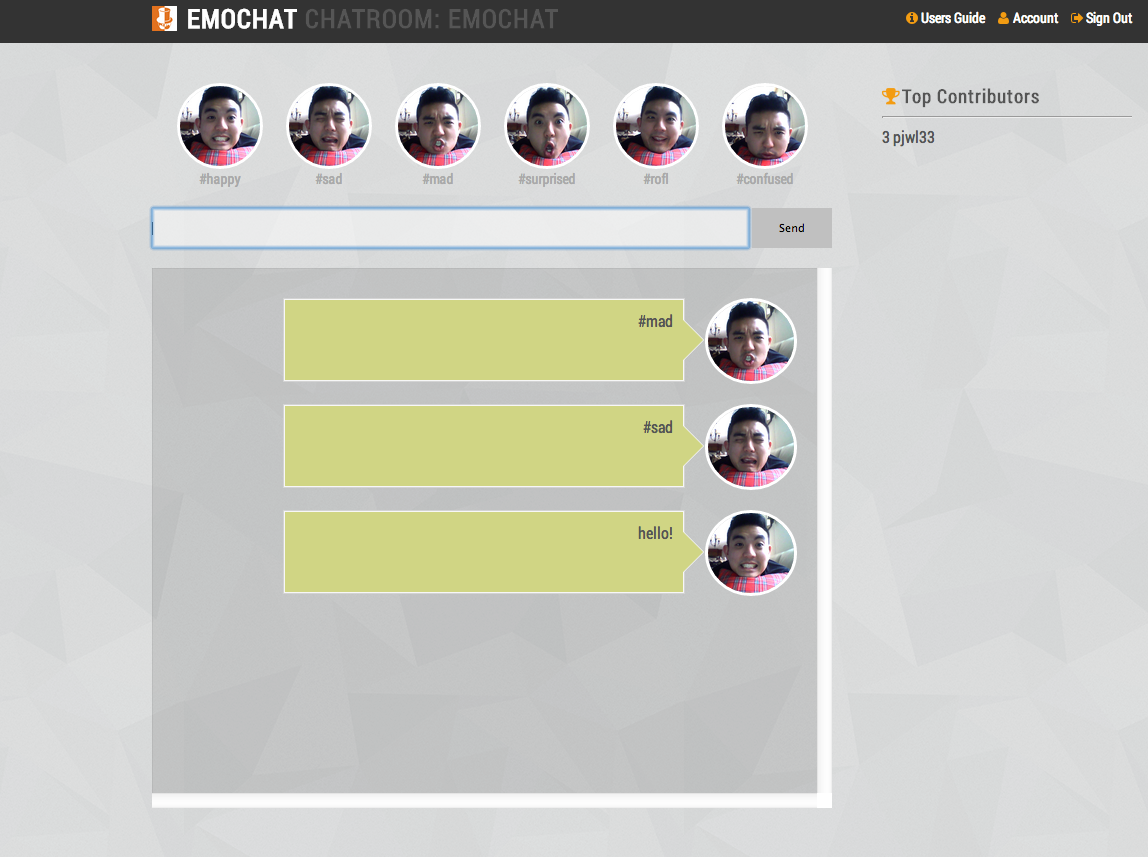 EMOCHAT CHATROOM: EMOCHAT
Users Guide Account Sign Out
#happy #sad #mad #surprised #rofl #confused
Top Contributors
3 pjwl33
Send
#mad
#sad
hello!